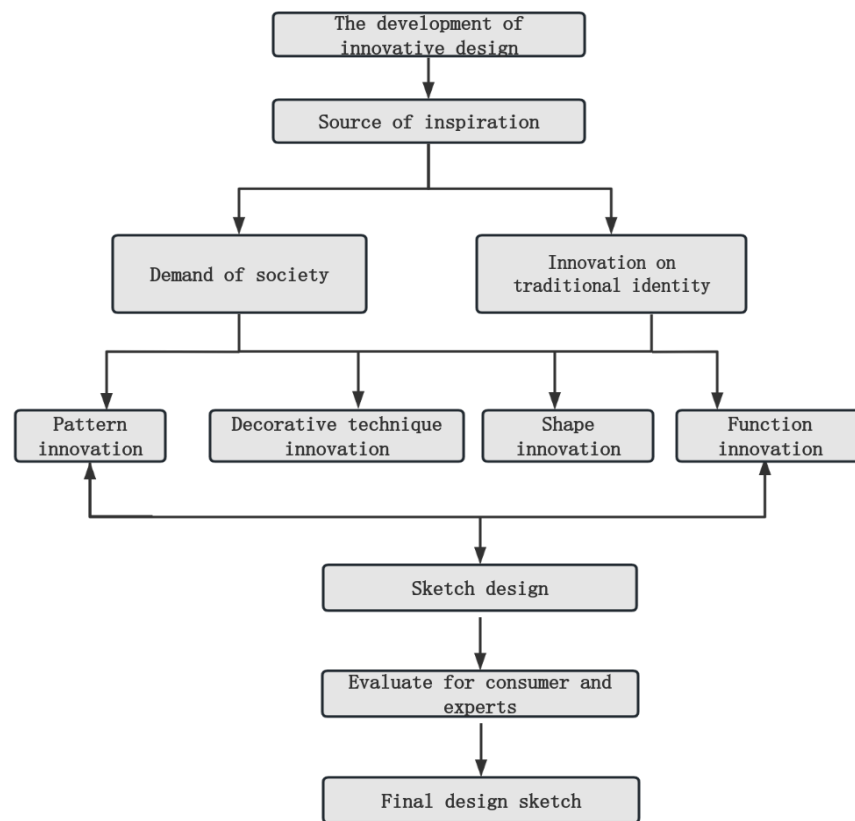 The development of
innovative design
Source of inspiration
Demand of society
Innovation on
traditional identity
Pattern
innovation
Decorative technique
innovation
Shape
innovation
Function
innovation
Sketch design
Evaluate for consumer and
experts
Final design sketch